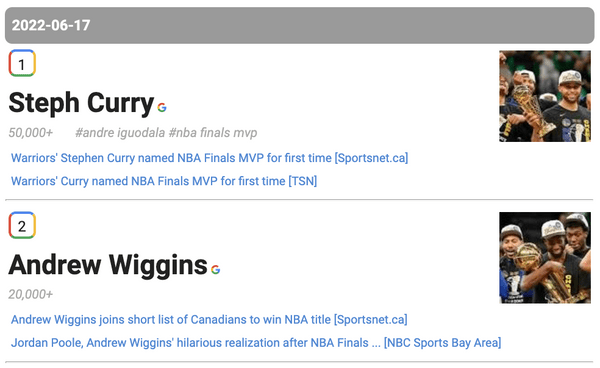 2022-06-17
1
Steph Curry
50,000+ #andre iguodala #nba finals mvp
Warriors' Stephen Curry named NBA Finals MVP for first time [Sportsnet.ca]
Warriors' Curry named NBA Finals MVP for first time [TSN]
2
Andrew Wiggins
20,000+
Andrew Wiggins joins short list of Canadians to win NBA title [Sportsnet.ca]
Jordan Poole, Andrew Wiggins' hilarious realization after NBA Finals ... [NBC Sports Bay Area]